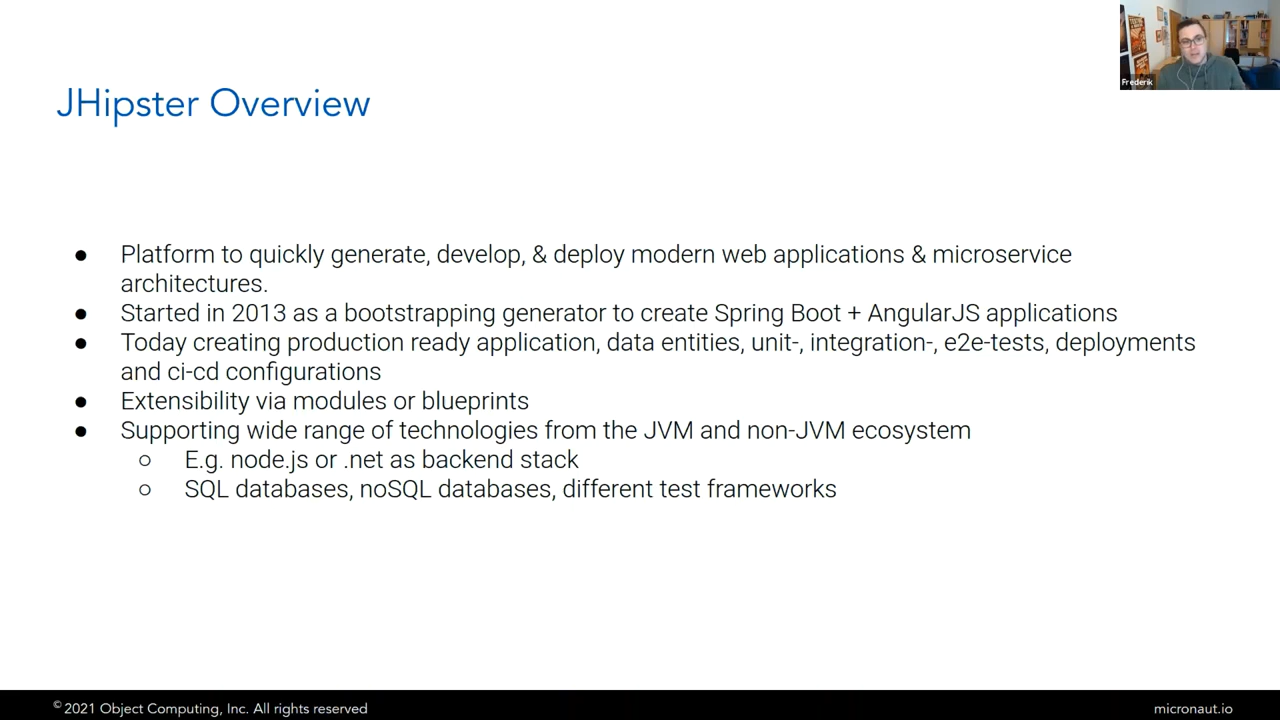 Frederik
JHipster Overview
● Platform to quickly generate, develop, & deploy modern web applications & microservice
architectures.
● Started in 2013 as a bootstrapping generator to create Spring Boot + AngularJS applications
● Today creating production ready application, data entities, unit-, integration-, e2e-tests, deployments
and ci-cd configurations
● Extensibility via modules or blueprints
● Supporting wide range of technologies from the JVM and non-JVM ecosystem
○ E.g. node.js or .net as backend stack
○ SQL databases, noSQL databases, different test frameworks
© 2021 Object Computing, Inc. All rights reserved
micronaut.io